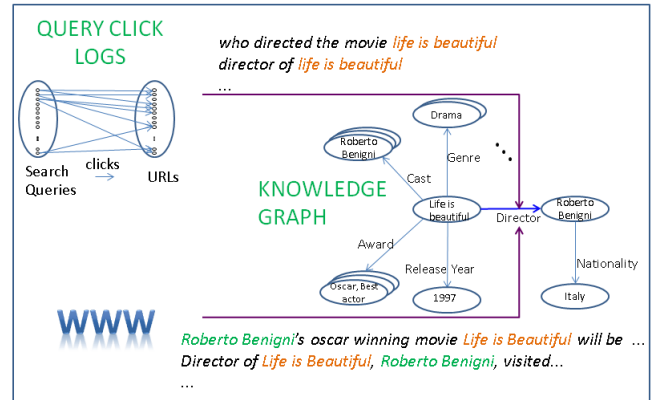 QUERY CLICK
LOGS
who directed the movie life is beautiful
director of life is beautiful
...
Search
Queries
clicks
URLs
Drama
Roberto
Benigni
Genre
Cast
KNOWLEDGE
GRAPH
Life is
beautiful
Director
Roberto
Benigni
Award
Release Year
Nationality
Oscar, Best
actor
1997
Italy
WWW
Roberto Benigni's oscar winning movie Life is Beautiful will be ...
Director of Life is Beautiful, Roberto Benigni, visited...
...